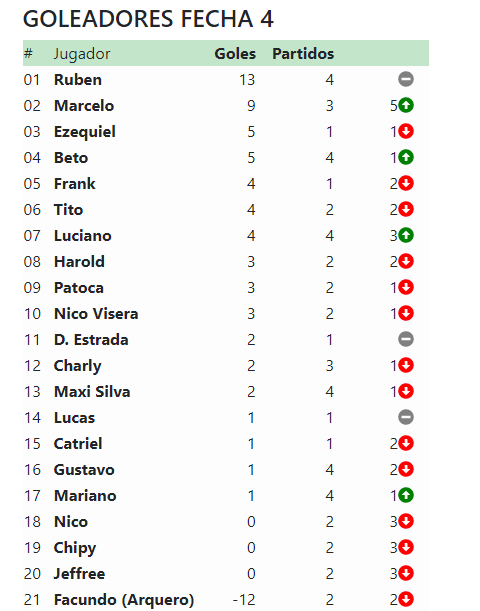 GOLEADORES FECHA 4
# Jugador Goles Partidos
01 Ruben 13 4
02 Marcelo 9 3 5
03 Ezequiel 5 1 1
04 Beto 5 4 1
05 Frank 4 1 2
06 Tito 4 2 2
07 Luciano 4 4 3
08 Harold 3 2 2
09 Patoca 3 2 1
10 Nico Visera 3 2 1
11 D. Estrada 2 1
12 Charly 2 3 1
13 Maxi Silva 2 4 1
14 Lucas 1 1
15 Catriel 1 1 2
16 Gustavo 1 4 2
17 Mariano 1 4 1
18 Nico 0 2 3
19 Chipy 0 2 3
20 Jeffree 0 2 3
21 Facundo (Arquero) -12 2 2